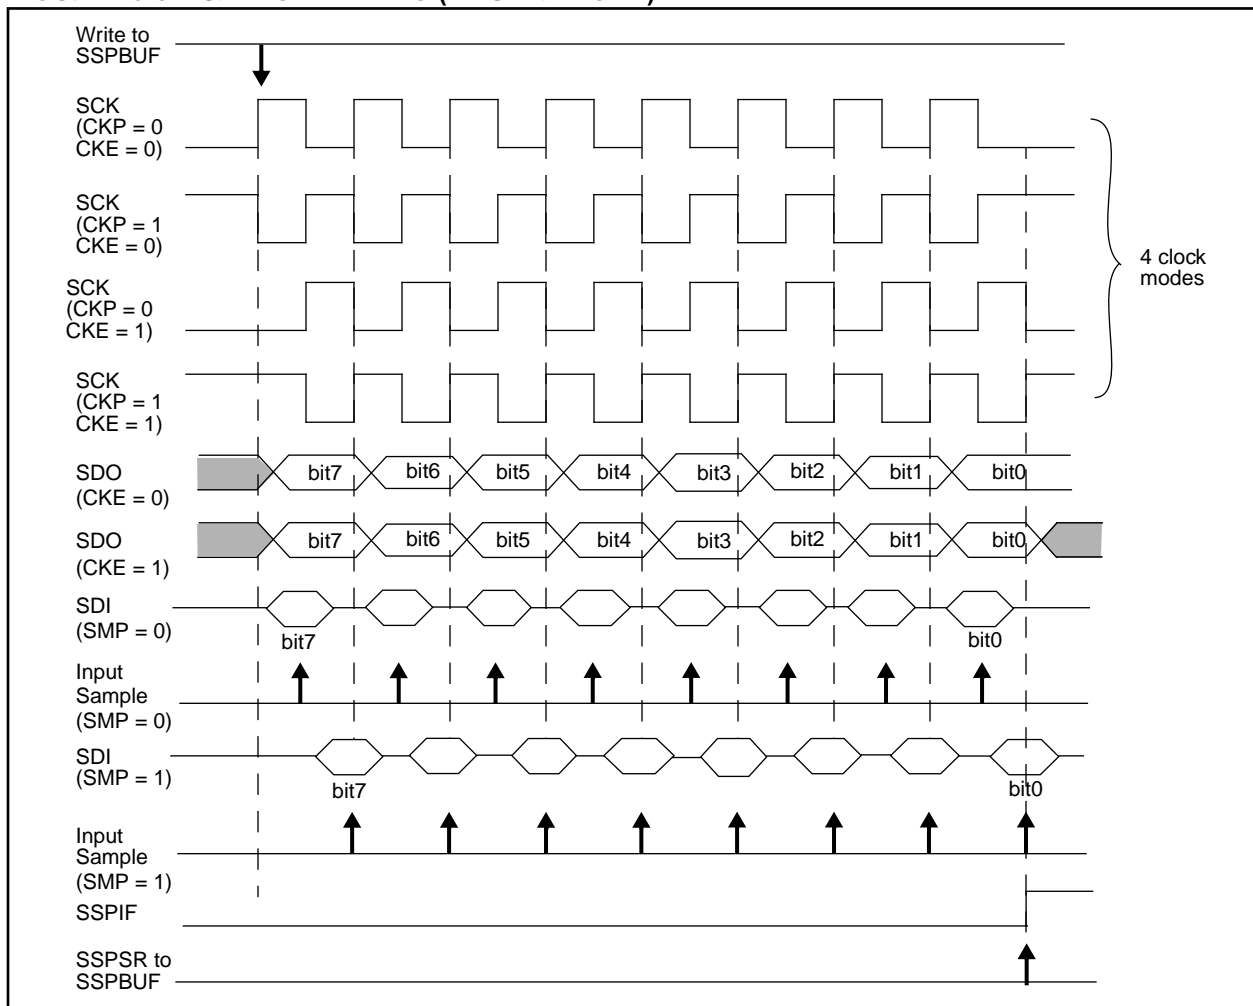 Write to
SSPBUF
SCK
(CKP = 0
CKE = 0)
SCK
(CKP = 1
CKE = 0)
4 clock
modes
SCK
(CKP = 0
CKE = 1)
SCK
(CKP = 1
CKE = 1)
SDO
(CKE = 0)
bit7 bit6 bit5 bit4 bit3 bit2 bit1 bit0
SDO
(CKE = 1)
bit7 bit6 bit5 bit4 bit3 bit2 bit1 bit0
SDI
(SMP = 0)
bit7 bit0
Input
Sample
(SMP = 0)
SDI
(SMP = 1)
bit7 bit0
Input
Sample
(SMP = 1)
SSPIF
SSPSR to
SSPBUF